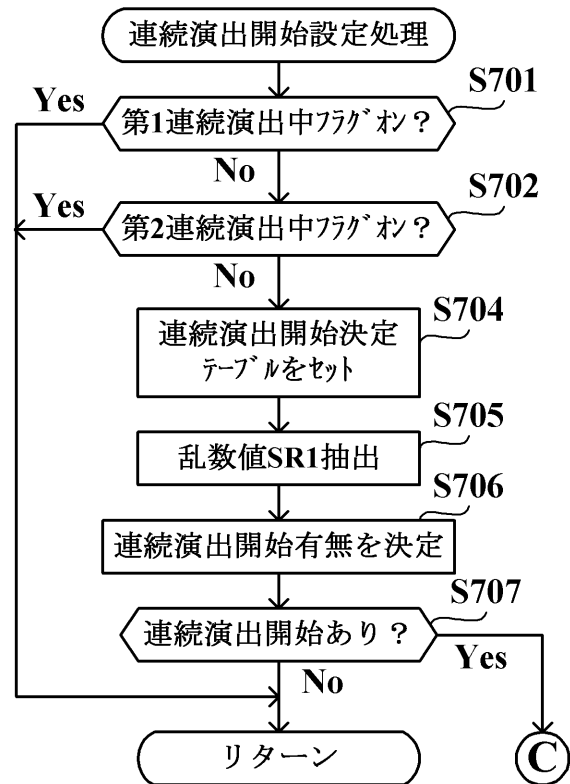 連続演出開始設定処理
S701
Yes
第1連続演出中ﾌﾗｸﾞｵﾝ？
No
S702
Yes
第2連続演出中ﾌﾗｸﾞｵﾝ？
No
S704
連続演出開始決定
ﾃｰﾌﾞﾙをｾｯﾄ
S705
乱数値SR1抽出
S706
連続演出開始有無を決定
S707
連続演出開始あり？
Yes
No
リターン
C